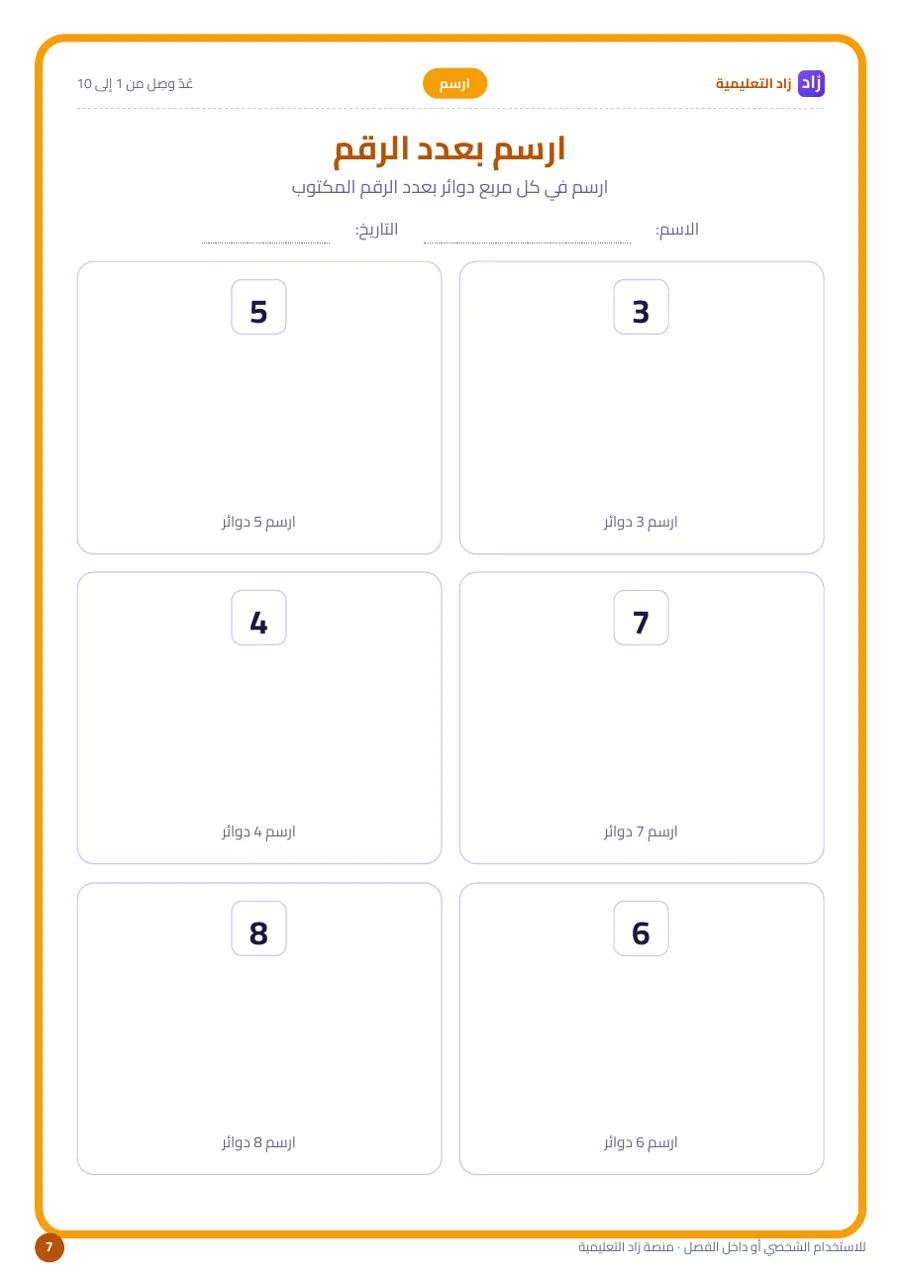 زاد زاد التعليمية
ارسم
عُدّ وصِل من 1 إلى 10
ارسم بعدد الرقم
ارسم في كل مربع دوائر بعدد الرقم المكتوب
الاسم: التاريخ:
3
ارسم 3 دوائر
5
ارسم 5 دوائر
7
ارسم 7 دوائر
4
ارسم 4 دوائر
6
ارسم 6 دوائر
8
ارسم 8 دوائر
للاستخدام الشخصي أو داخل الفصل · منصة زاد التعليمية
7